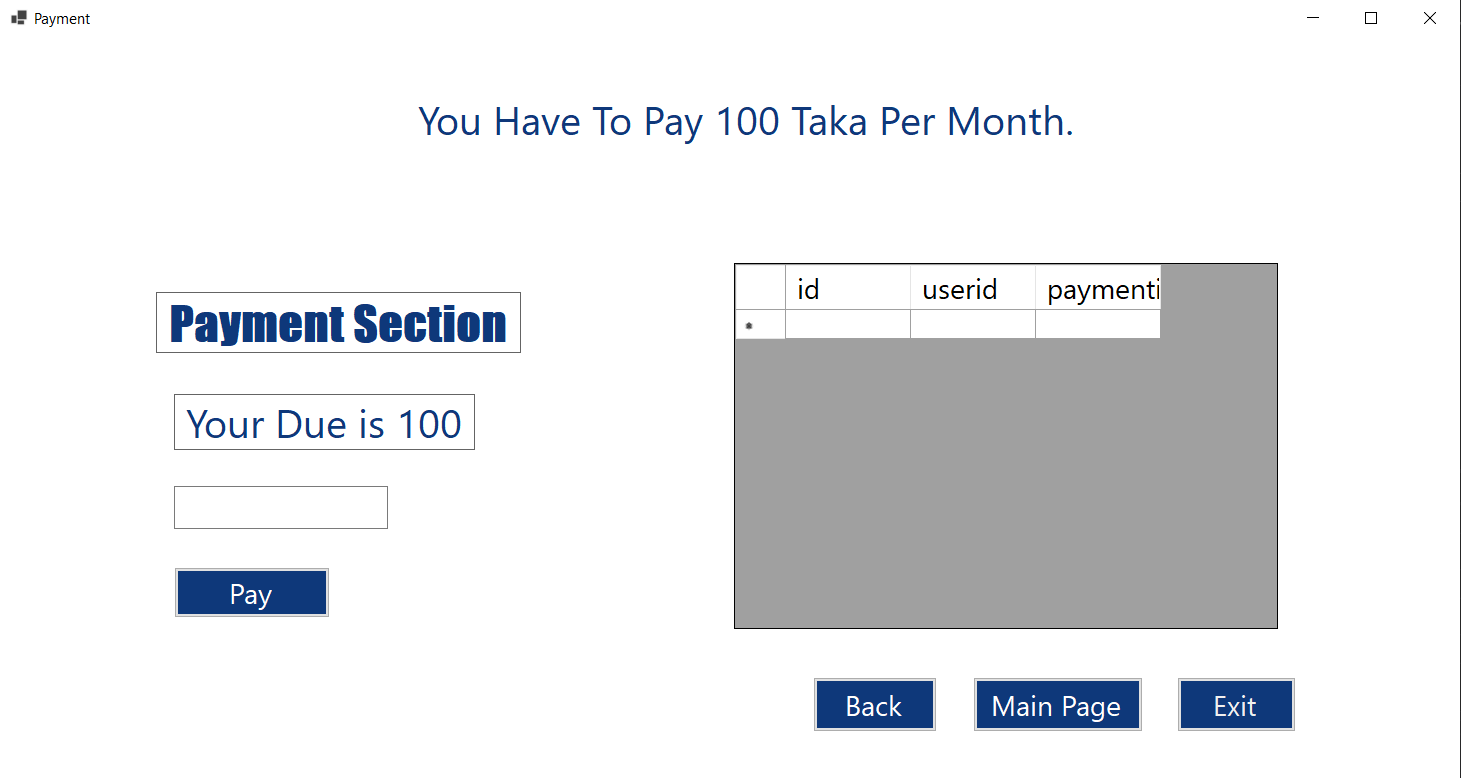 Payment
You Have To Pay 100 Taka Per Month.
Payment Section
Your Due is 100
Pay
id userid paymenti
Back Main Page Exit